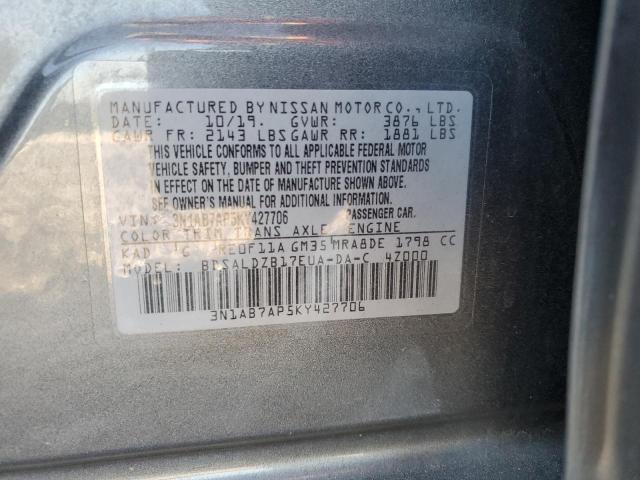 MANUFACTURED BY NISSAN MOTOR CO., LTD.
DATE: 10/19. GVWR: 3876 LBS
GAWR FR: 2143 LBS GAWR RR: 1881 LBS
THIS VEHICLE CONFORMS TO ALL APPLICABLE FEDERAL MOTOR
VEHICLE SAFETY, BUMPER AND THEFT PREVENTION STANDARDS
IN EFFECT ON THE DATE OF MANUFACTURE SHOWN ABOVE.
SEE OWNER'S MANUAL FOR ADDITIONAL INFORMATION.
VIN: 3N1AB7AP5KY427706 PASSENGER CAR.
COLOR TRIM TRANS AXLE ENGINE
KAD G RE0F11A GM35 MRA8DE 1798 CC
MODEL: BDSALDZB17EUA-DA-C 4Z000
3N1AB7AP5KY427706